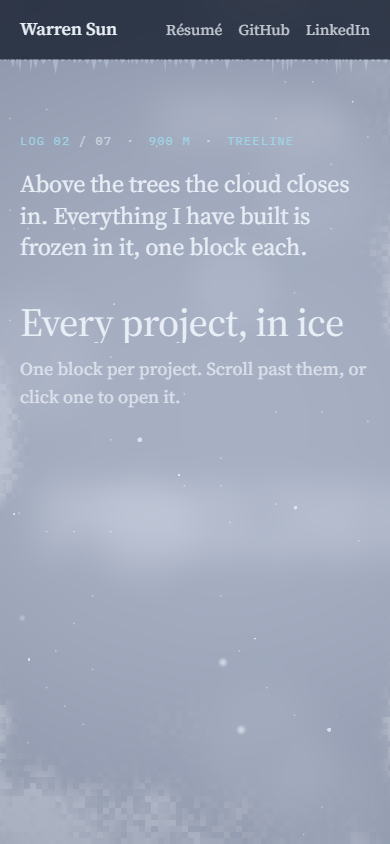 Warren Sun Résumé GitHub LinkedIn
LOG 02 / 07 · 900 M · TREELINE
Above the trees the cloud closes
in. Everything I have built is
frozen in it, one block each.
Every project, in ice
One block per project. Scroll past them, or
click one to open it.